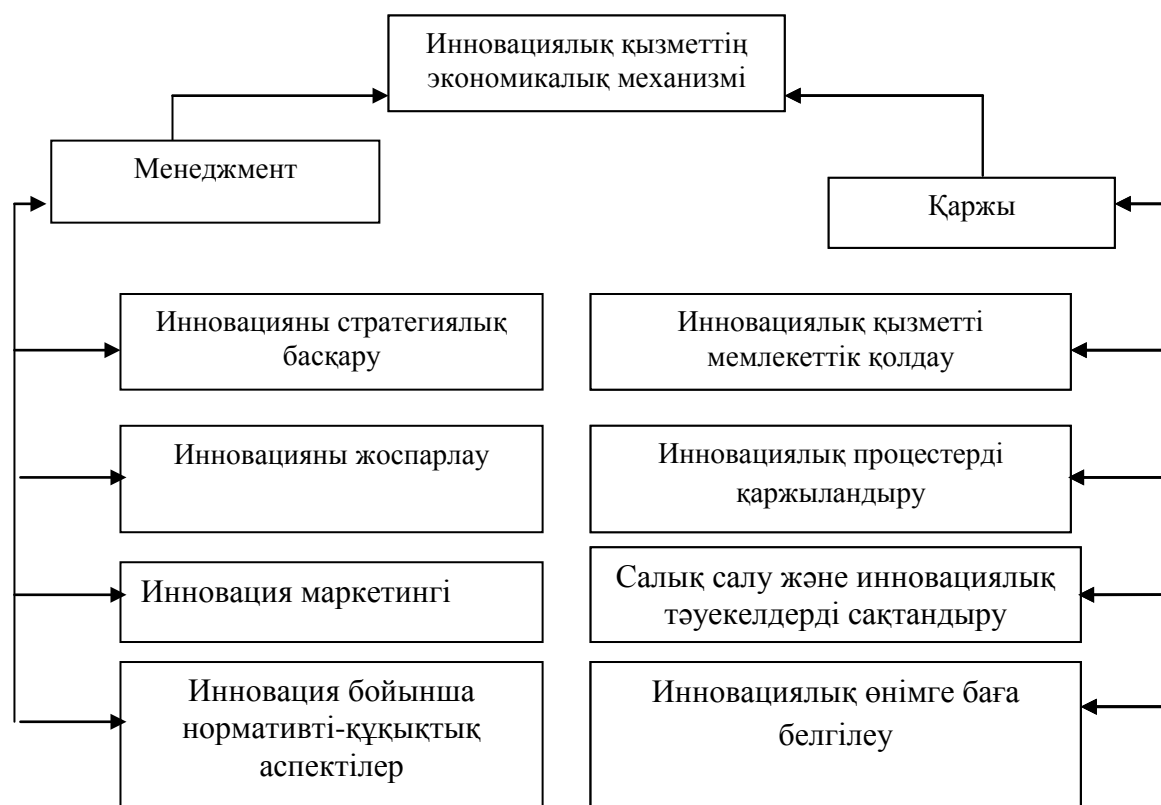 Инновациялық қызметтің
экономикалық механизмі
Менеджмент
Қаржы
Инновацияны стратегиялық
басқару
Инновациялық қызметті
мемлекеттік қолдау
Инновацияны жоспарлау
Инновациялық процестерді
қаржыландыру
Инновация маркетингі
Салық салу және инновациялық
тәуекелдерді сақтандыру
Инновация бойынша
нормативті-құқықтық
аспектілер
Инновациялық өнімге баға
белгілеу